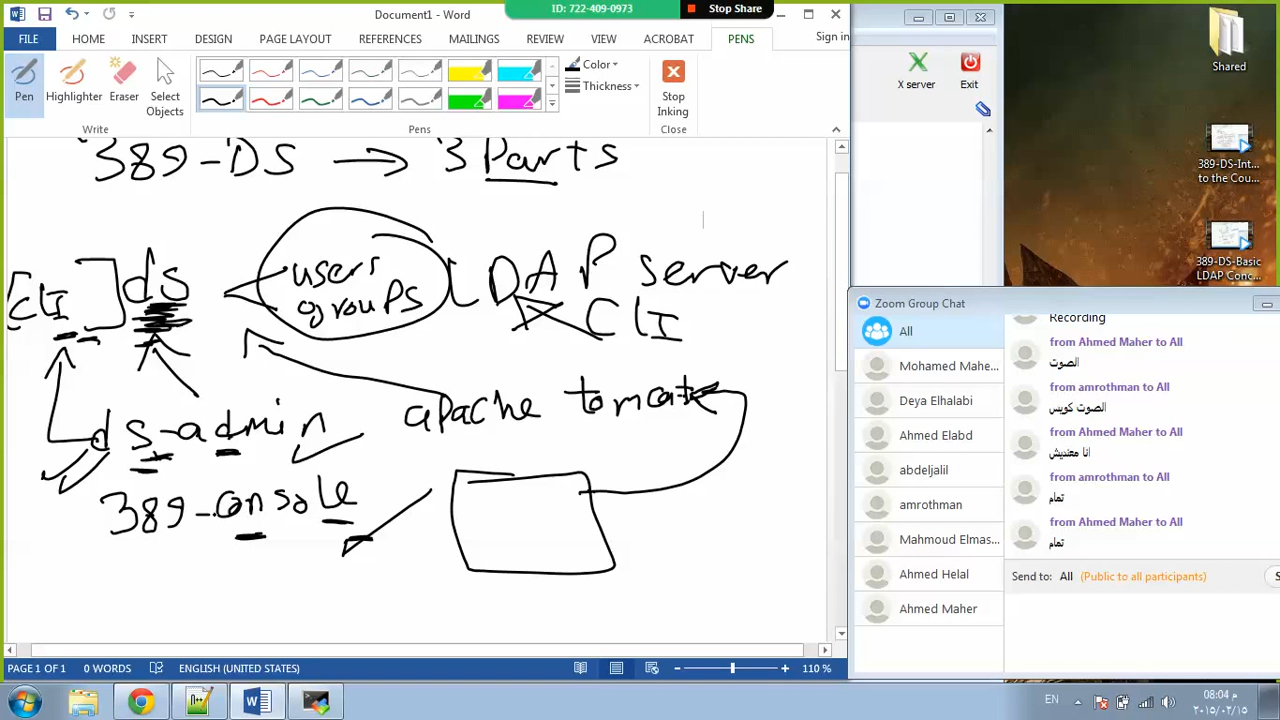 Document1 - Word
ID: 722-409-0973
Stop Share
FILE
HOME
INSERT
DESIGN
PAGE LAYOUT
REFERENCES
MAILINGS
REVIEW
VIEW
ACROBAT
PENS
Sign in
Pen
Highlighter
Eraser
Select
Objects
Color
Thickness
Stop
Inking
Write
Pens
Close
389-DS → 3 Parts
[CLI] ds
users
groups
LDAP server
CLI
ds-admin
apache tomcat
389-console
PAGE 1 OF 1
0 WORDS
ENGLISH (UNITED STATES)
110 %
X server
Exit
Shared
389-DS-Int...
to the Cou...
389-DS-Basic
LDAP Conc...
Zoom Group Chat
All
Mohamed Mahe...
Deya Elhalabi
Ahmed Elabd
abdeljalil
amrothman
Mahmoud Elmas...
Ahmed Helal
Ahmed Maher
Recording
from Ahmed Maher to All
الصوت
from amrothman to All
الصوت كويس
from Ahmed Maher to All
انا معنديش
from amrothman to All
تمام
from Ahmed Maher to All
تمام
Send to: All (Public to all participants)
EN
08:04 م
٢٠١٥/٠٢/١٥